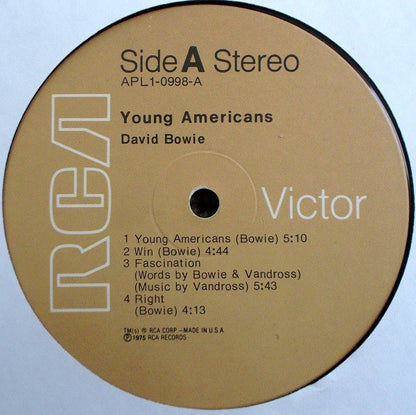 Side A Stereo
APL1-0998-A
Young Americans
David Bowie
RCA
Victor
1 Young Americans (Bowie) 5:10
2 Win (Bowie) 4:44
3 Fascination
(Words by Bowie & Vandross)
(Music by Vandross) 5:43
4 Right
(Bowie) 4:13
TM(s) ® RCA CORP.-MADE IN U.S.A.
℗ 1975 RCA RECORDS